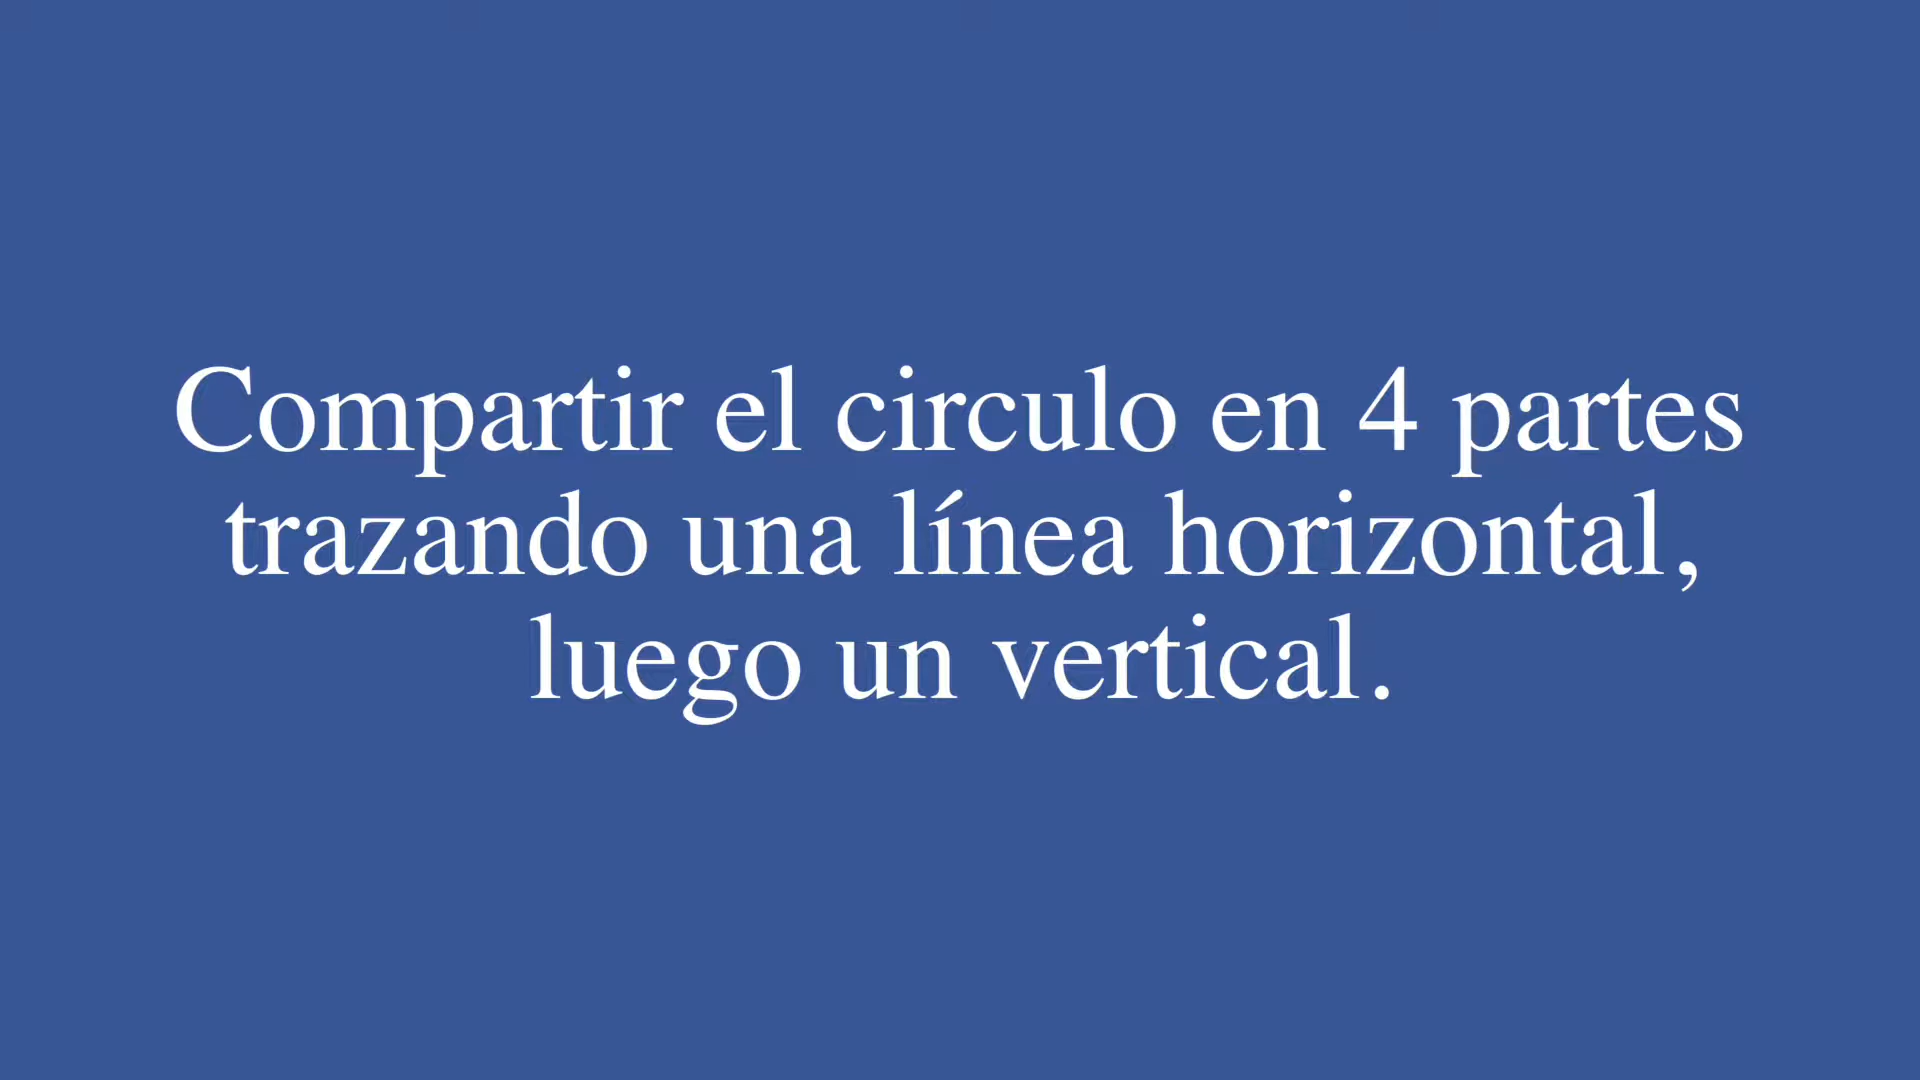 Compartir el circulo en 4 partes
trazando una línea horizontal,
luego un vertical.